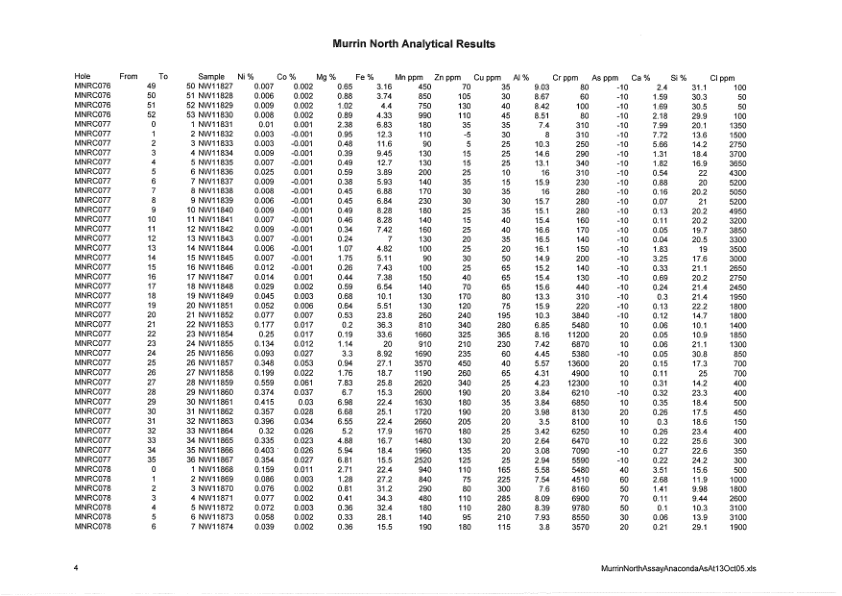 Murrin North Analytical Results
Hole From To Sample Ni % Co % Mg % Fe % Mn ppm Zn ppm Cu ppm Al % Cr ppm As ppm Ca % Si % Cl ppm
MNRC076 49 50 NW11827 0.007 0.002 0.65 3.16 450 70 35 9.03 80 -10 2.4 31.1 100
MNRC076 50 51 NW11828 0.006 0.002 0.88 3.74 850 105 30 8.67 60 -10 1.59 30.3 50
MNRC076 51 52 NW11829 0.009 0.002 1.02 4.4 750 130 40 8.42 100 -10 1.69 30.5 50
MNRC076 52 53 NW11830 0.008 0.002 0.89 4.33 990 110 45 8.51 80 -10 2.18 29.9 100
MNRC077 0 1 NW11831 0.01 0.001 2.38 6.83 180 35 35 7.4 310 -10 7.99 20.1 1350
MNRC077 1 2 NW11832 0.003 -0.001 0.95 12.3 110 -5 30 8 310 -10 7.72 13.6 1500
MNRC077 2 3 NW11833 0.003 -0.001 0.48 11.6 90 5 25 10.3 250 -10 5.66 14.2 2750
MNRC077 3 4 NW11834 0.009 -0.001 0.39 9.45 130 15 25 14.6 290 -10 1.31 18.4 3700
MNRC077 4 5 NW11835 0.007 -0.001 0.49 12.7 130 15 25 13.1 340 -10 1.82 16.9 3650
MNRC077 5 6 NW11836 0.025 0.001 0.59 3.89 200 25 10 16 310 -10 0.54 22 4300
MNRC077 6 7 NW11837 0.009 -0.001 0.38 5.93 140 35 15 15.9 230 -10 0.88 20 5200
MNRC077 7 8 NW11838 0.008 -0.001 0.45 6.88 170 30 35 16 280 -10 0.16 20.2 5050
MNRC077 8 9 NW11839 0.006 -0.001 0.45 6.84 230 30 30 15.7 280 -10 0.07 21 5200
MNRC077 9 10 NW11840 0.009 -0.001 0.49 8.28 180 25 35 15.1 280 -10 0.13 20.2 4950
MNRC077 10 11 NW11841 0.007 -0.001 0.46 8.28 140 15 40 15.4 160 -10 0.11 20.2 3200
MNRC077 11 12 NW11842 0.009 -0.001 0.34 7.42 160 25 40 16.6 170 -10 0.05 19.7 3850
MNRC077 12 13 NW11843 0.007 -0.001 0.24 7 130 20 35 16.5 140 -10 0.04 20.5 3300
MNRC077 13 14 NW11844 0.006 -0.001 1.07 4.82 100 25 20 16.1 150 -10 1.83 19 3500
MNRC077 14 15 NW11845 0.007 -0.001 1.75 5.11 90 30 50 14.9 200 -10 3.25 17.6 3000
MNRC077 15 16 NW11846 0.012 -0.001 0.26 7.43 100 25 65 15.2 140 -10 0.33 21.1 2650
MNRC077 16 17 NW11847 0.014 0.001 0.44 7.38 150 40 65 15.4 130 -10 0.69 20.2 2750
MNRC077 17 18 NW11848 0.029 0.002 0.59 6.54 140 70 65 15.6 440 -10 0.24 21.4 2450
MNRC077 18 19 NW11849 0.045 0.003 0.68 10.1 130 170 80 13.3 310 -10 0.3 21.4 1950
MNRC077 19 20 NW11851 0.052 0.006 0.64 5.51 130 120 75 15.9 220 -10 0.13 22.2 1800
MNRC077 20 21 NW11852 0.077 0.007 0.53 23.8 260 240 195 10.3 3840 -10 0.12 14.7 1800
MNRC077 21 22 NW11853 0.177 0.017 0.2 36.3 810 340 280 6.85 5480 10 0.06 10.1 1400
MNRC077 22 23 NW11854 0.25 0.017 0.19 33.6 1660 325 365 8.16 11200 20 0.05 10.9 1850
MNRC077 23 24 NW11855 0.134 0.012 1.14 20 910 210 230 7.42 6870 10 0.06 21.1 1300
MNRC077 24 25 NW11856 0.093 0.027 3.3 8.92 1690 235 60 4.45 5380 -10 0.05 30.8 850
MNRC077 25 26 NW11857 0.348 0.053 0.94 27.1 3570 450 40 5.57 13600 20 0.15 17.3 700
MNRC077 26 27 NW11858 0.199 0.022 1.76 18.7 1190 260 65 4.31 4900 10 0.11 25 700
MNRC077 27 28 NW11859 0.559 0.061 7.83 25.8 2620 340 25 4.23 12300 10 0.31 14.2 400
MNRC077 28 29 NW11860 0.374 0.037 6.7 15.3 2600 190 20 3.84 6210 -10 0.32 23.3 400
MNRC077 29 30 NW11861 0.415 0.03 6.98 22.4 1630 180 35 3.84 6850 10 0.35 18.4 500
MNRC077 30 31 NW11862 0.357 0.028 6.68 25.1 1720 190 20 3.98 8130 20 0.26 17.5 450
MNRC077 31 32 NW11863 0.396 0.034 6.55 22.4 2660 205 20 3.5 8100 10 0.3 18.6 150
MNRC077 32 33 NW11864 0.32 0.026 5.2 17.9 1670 180 25 3.42 6250 10 0.26 23.4 400
MNRC077 33 34 NW11865 0.335 0.023 4.88 16.7 1480 130 20 2.64 6470 10 0.22 25.6 300
MNRC077 34 35 NW11866 0.403 0.026 5.94 18.4 1960 135 20 3.08 7090 -10 0.27 22.6 350
MNRC077 35 36 NW11867 0.354 0.027 6.81 15.5 2520 125 25 2.94 5590 -10 0.22 24.2 300
MNRC078 0 1 NW11868 0.159 0.011 2.71 22.4 940 110 165 5.58 5480 40 3.51 15.6 500
MNRC078 1 2 NW11869 0.086 0.003 1.28 27.2 840 75 225 7.54 4510 60 2.68 11.9 1000
MNRC078 2 3 NW11870 0.076 0.002 0.81 31.2 290 80 300 7.6 8160 50 1.41 9.98 1800
MNRC078 3 4 NW11871 0.077 0.002 0.41 34.3 480 110 285 8.09 6900 70 0.11 9.44 2600
MNRC078 4 5 NW11872 0.072 0.003 0.36 32.4 180 110 280 8.39 9780 50 0.1 10.3 3100
MNRC078 5 6 NW11873 0.058 0.002 0.33 28.1 140 95 210 7.93 8550 30 0.06 13.9 3100
MNRC078 6 7 NW11874 0.039 0.002 0.36 15.5 190 180 115 3.8 3570 20 0.21 29.1 1900
4 MurrinNorthAssayAnacondaAsAt13Oct05.xls